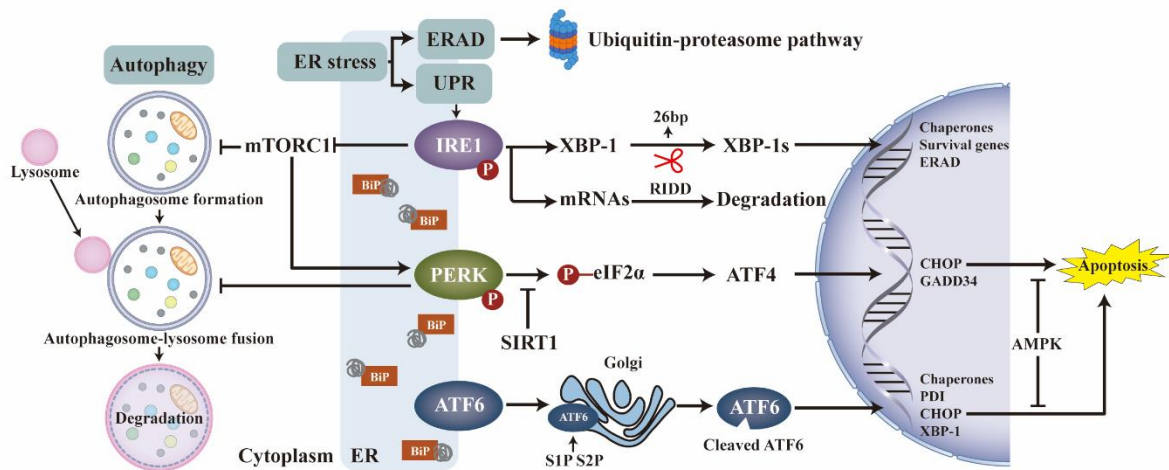 ERAD
Ubiquitin-proteasome pathway
Autophagy
ER stress
UPR
26bp
mTORC1
IRE1
P
XBP-1
XBP-1s
Chaperones
Survival genes
ERAD
Lysosome
RIDD
BiP
mRNAs
Degradation
Autophagosome formation
BiP
PERK
P
P
eIF2α
ATF4
CHOP
GADD34
Apoptosis
BiP
SIRT1
AMPK
Autophagosome-lysosome fusion
Golgi
BiP
Chaperones
PDI
CHOP
XBP-1
Degradation
ATF6
ATF6
ATF6
Cleaved ATF6
BiP
Cytoplasm
ER
S1P S2P